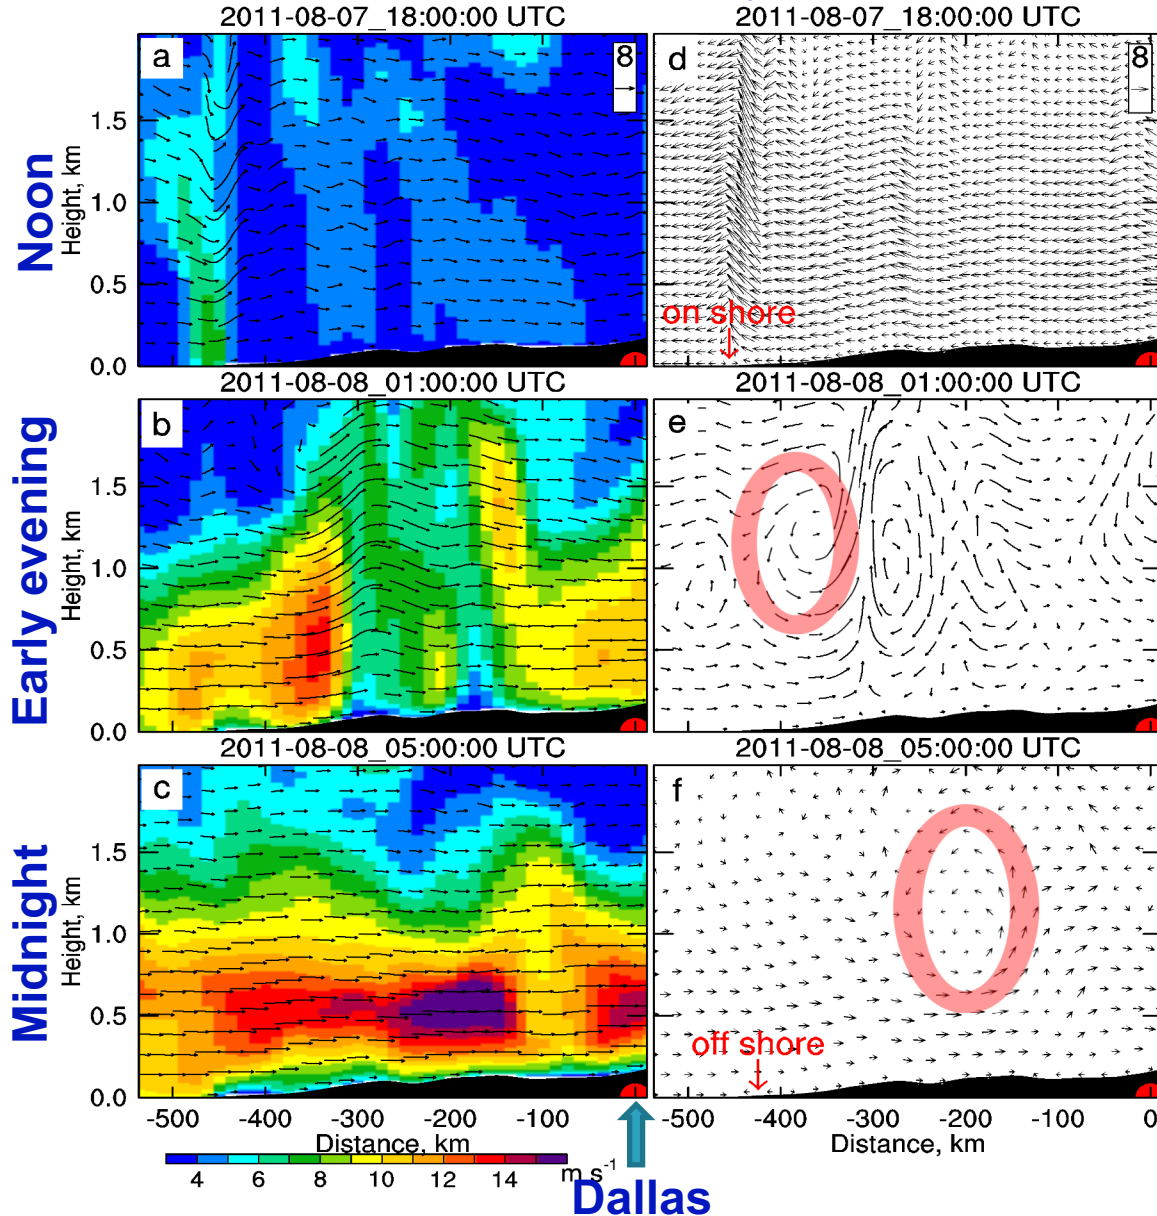 2011-08-07_18:00:00 UTC
2011-08-07_18:00:00 UTC
Noon
Height, km
1.5
1.0
0.5
0.0
a
8
d
8
on shore
2011-08-08_01:00:00 UTC
2011-08-08_01:00:00 UTC
Early evening
Height, km
1.5
1.0
0.5
0.0
b
e
2011-08-08_05:00:00 UTC
2011-08-08_05:00:00 UTC
Midnight
Height, km
1.5
1.0
0.5
0.0
c
f
off shore
-500 -400 -300 -200 -100
-500 -400 -300 -200 -100 0
Distance, km
Distance, km
4 6 8 10 12 14
m s-1
Dallas